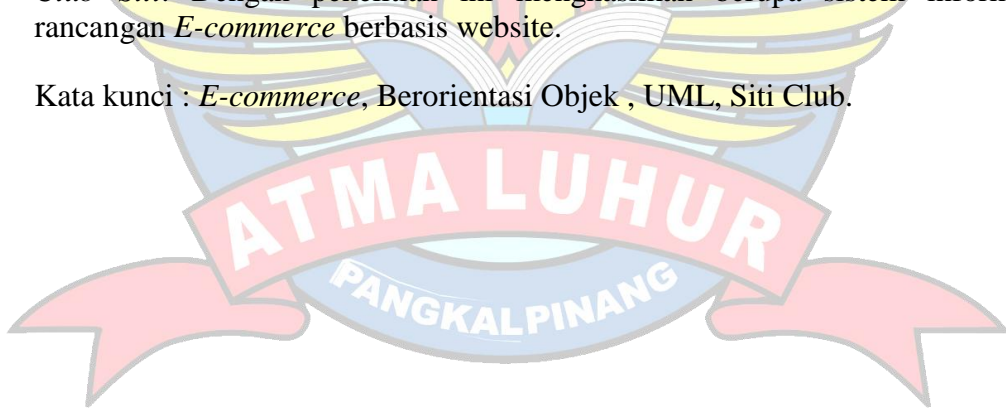 rancangan E-commerce berbasis website.
Kata kunci : E-commerce, Berorientasi Objek , UML, Siti Club.
ATMA LUHUR
PANGKALPINANG